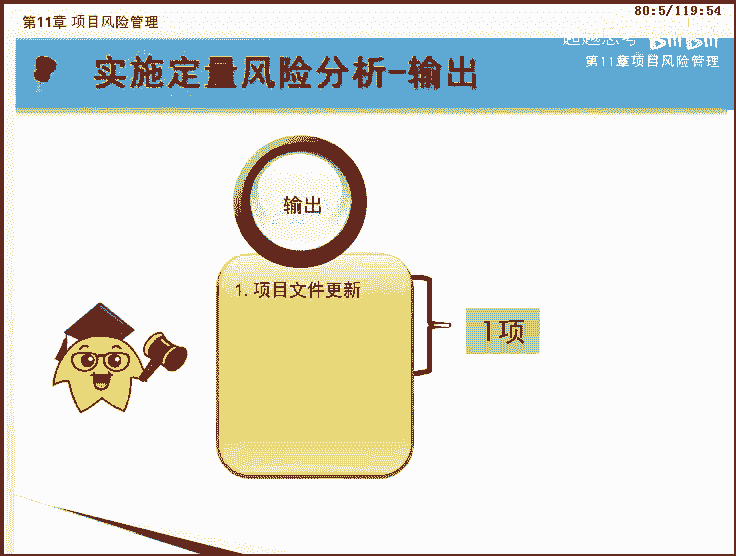 第11章 项目风险管理
80:5/119:54
第11章项目风险管理
实施定量风险分析-输出
输出
1. 项目文件更新
1项